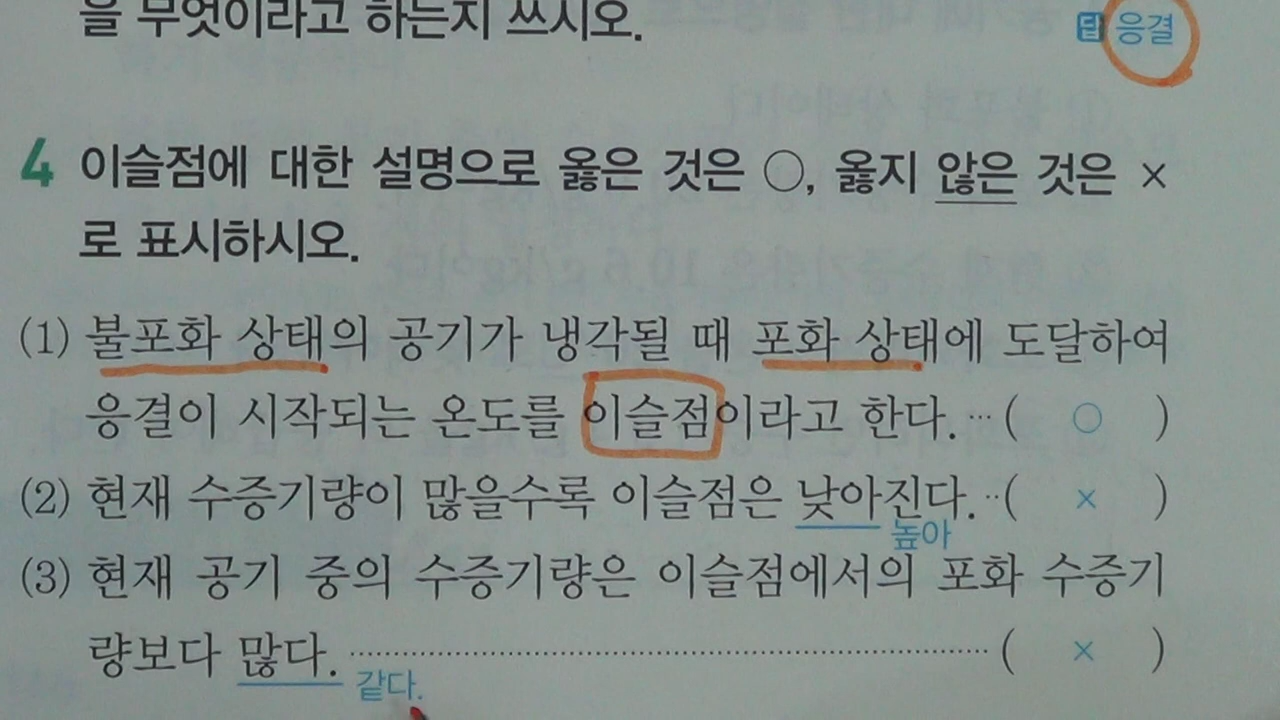 을 무엇이라고 하는지 쓰시오.
답 응결
4 이슬점에 대한 설명으로 옳은 것은 ○, 옳지 않은 것은 ×
로 표시하시오.
(1) 불포화 상태의 공기가 냉각될 때 포화 상태에 도달하여
응결이 시작되는 온도를 이슬점이라고 한다. … ( ○ )
(2) 현재 수증기량이 많을수록 이슬점은 낮아진다. ‥ ( × )
높아
(3) 현재 공기 중의 수증기량은 이슬점에서의 포화 수증기
량보다 많다. ……………………………………… ( × )
같다.